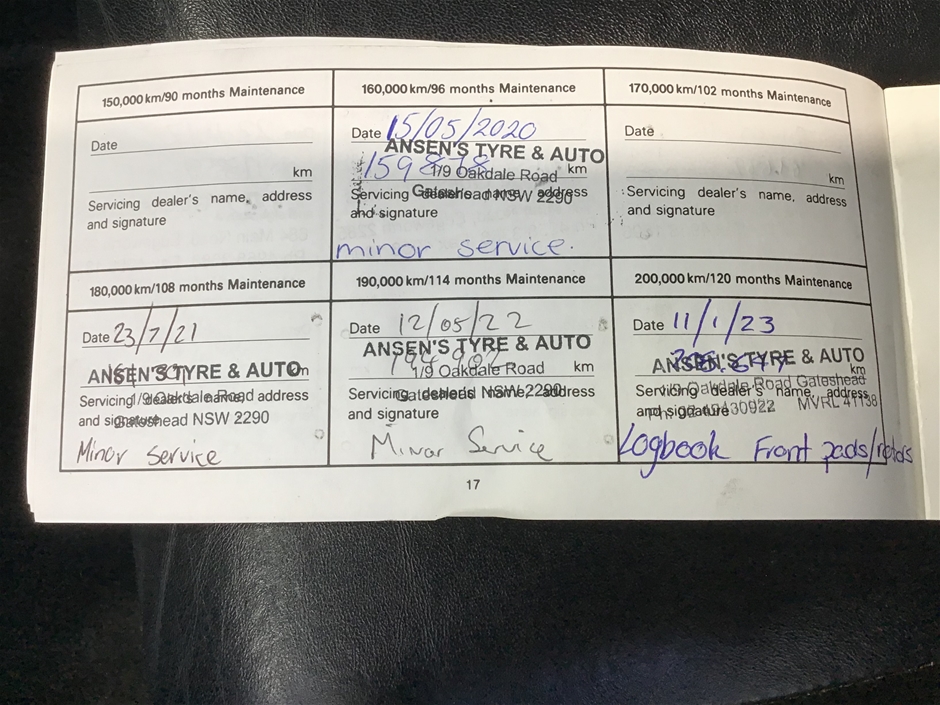 150,000 km/90 months Maintenance
Date
km
Servicing dealer's name, address
and signature
160,000 km/96 months Maintenance
Date 15/05/2020
ANSEN'S TYRE & AUTO
159878 km
1/9 Oakdale Road
Servicing dealer's name, address
Gateshead NSW 2290
and signature
minor service.
170,000 km/102 months Maintenance
Date
km
Servicing dealer's name, address
and signature
180,000 km/108 months Maintenance
Date 23/7/21
ANSEN'S TYRE & AUTO
km
Servicing dealer's name, address
1/9 Oakdale Road
and signature
Gateshead NSW 2290
Minor Service
190,000 km/114 months Maintenance
Date 12/05/22
ANSEN'S TYRE & AUTO
km
1/9 Oakdale Road
Servicing dealer's name, address
Gateshead NSW 2290
and signature
Minor Service
200,000 km/120 months Maintenance
Date 11/1/23
ANSEN'S TYRE & AUTO
km
1/9 Oakdale Road Gateshead
Servicing dealer's name, address
and signature
MVRL 41138
Logbook Front pads/rotors
17